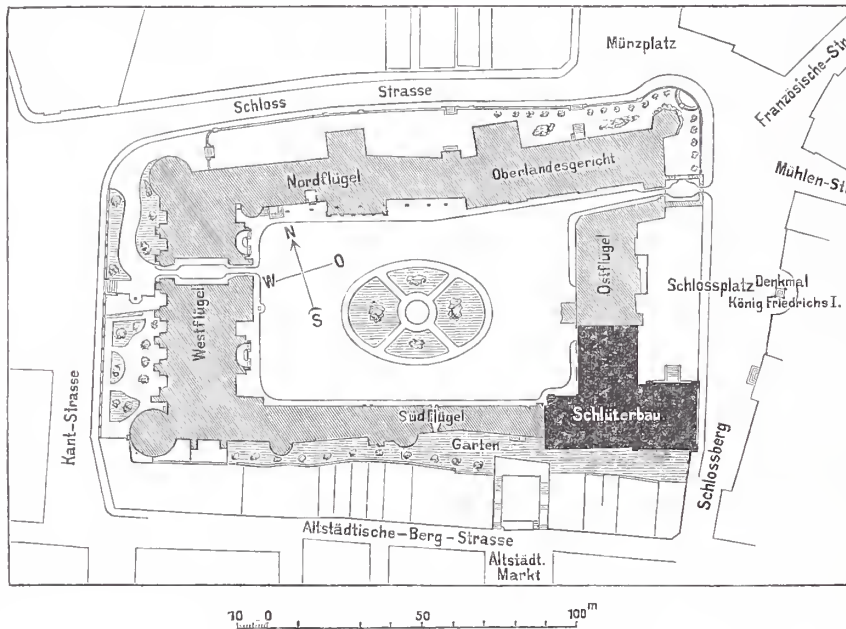 Münzplatz
Schloss Strasse
Französische-Str
Nordflügel
Oberlandesgericht
Mühlen-St
N
W O
S
Ostflügel
Schlossplatz
Denkmal
König Friedrichs I.
Westflügel
Kant-Strasse
Südflügel
Schlüterbau.
Garten
Schlossberg
Altstädtische-Berg-Strasse
Altstädt.
Markt
10 0 50 100 m